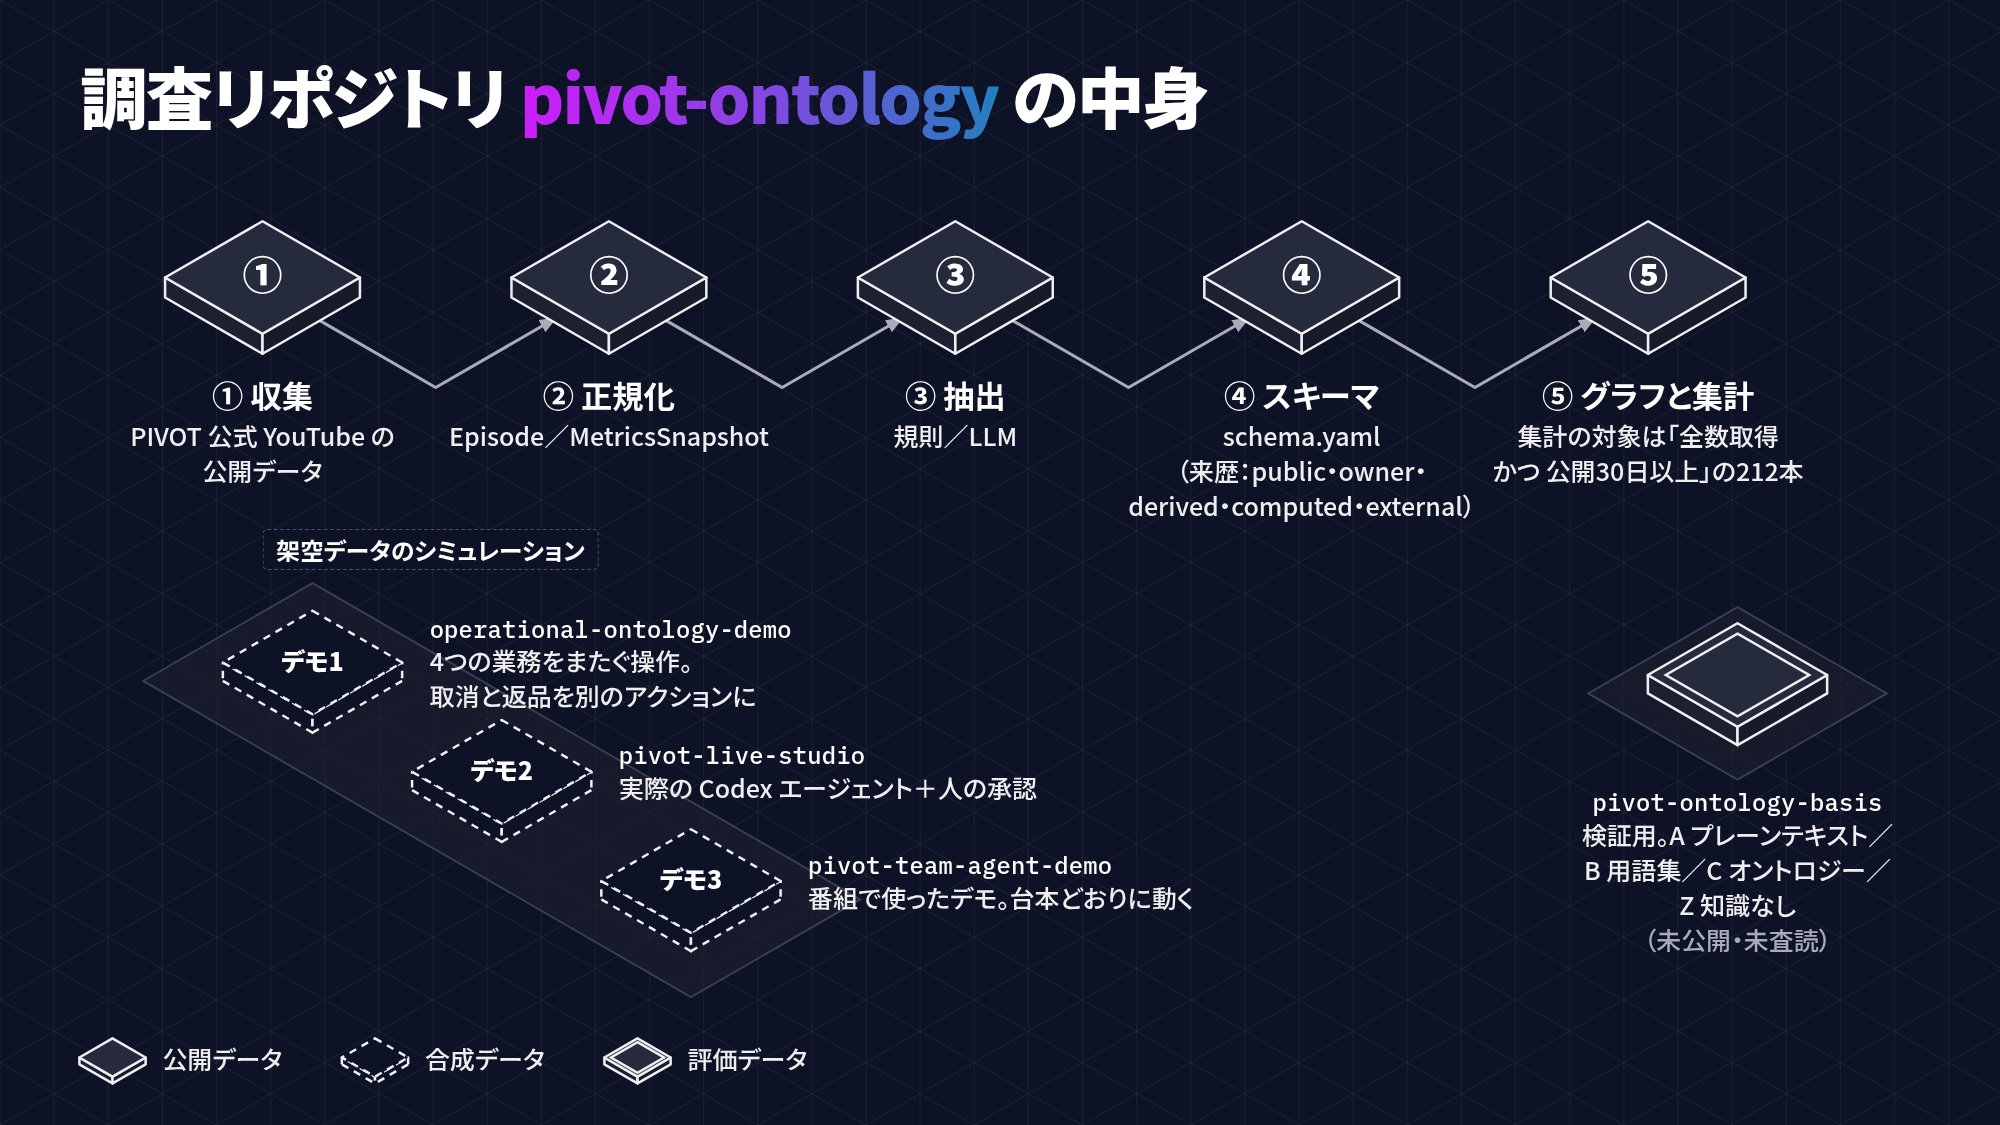 調査リポジトリ pivot-ontology の中身
①
②
③
④
⑤
① 収集
PIVOT 公式 YouTube の
公開データ
② 正規化
Episode／MetricsSnapshot
③ 抽出
規則／LLM
④ スキーマ
schema.yaml
（来歴：public・owner・
derived・computed・external）
⑤ グラフと集計
集計の対象は「全数取得
かつ 公開30日以上」の212本
架空データのシミュレーション
デモ1
operational-ontology-demo
4つの業務をまたぐ操作。
取消と返品を別のアクションに
デモ2
pivot-live-studio
実際の Codex エージェント＋人の承認
デモ3
pivot-team-agent-demo
番組で使ったデモ。台本どおりに動く
pivot-ontology-basis
検証用。A プレーンテキスト／
B 用語集／C オントロジー／
Z 知識なし
（未公開・未査読）
公開データ
合成データ
評価データ